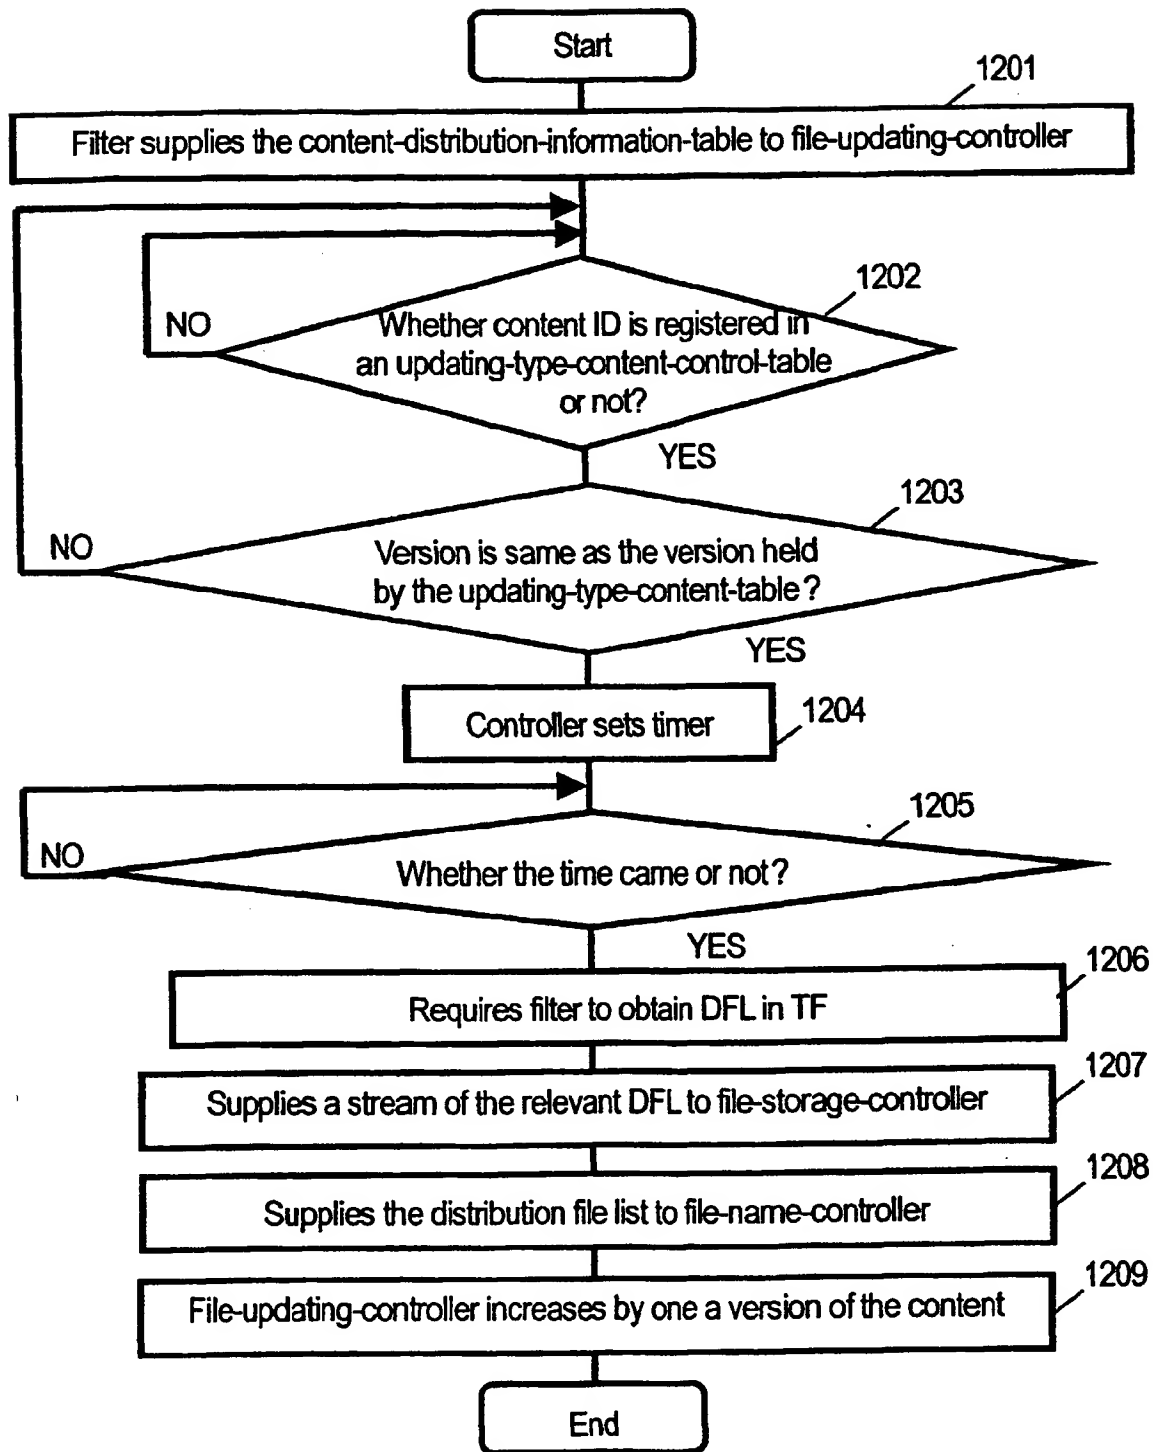 Start
1201
Filter supplies the content-distribution-information-table to file-updating-controller
1202
NO
Whether content ID is registered in
an updating-type-content-control-table
or not?
YES
1203
NO
Version is same as the version held
by the updating-type-content-table?
YES
Controller sets timer
1204
1205
NO
Whether the time came or not?
YES
1206
Requires filter to obtain DFL in TF
1207
Supplies a stream of the relevant DFL to file-storage-controller
1208
Supplies the distribution file list to file-name-controller
1209
File-updating-controller increases by one a version of the content
End